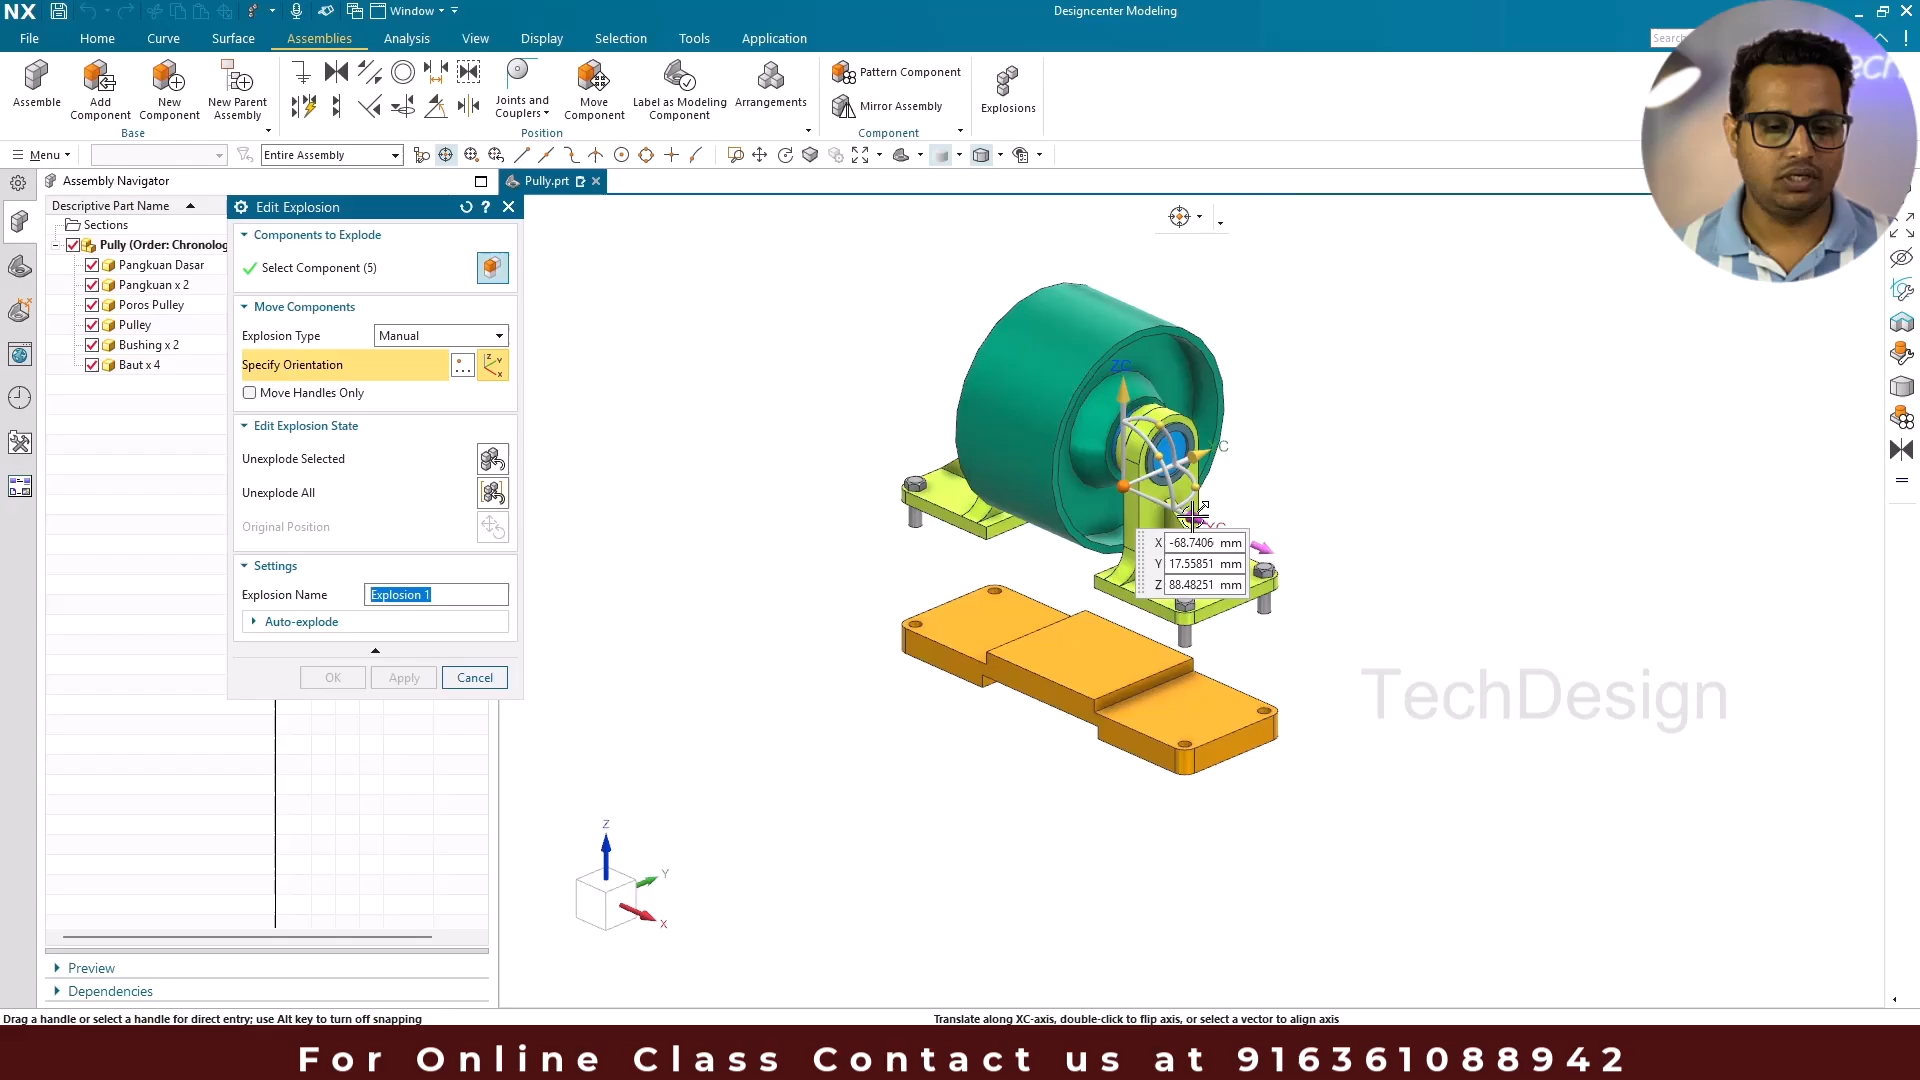 NX
Window
Designcenter Modeling
File
Home
Curve
Surface
Assemblies
Analysis
View
Display
Selection
Tools
Application
Search
Assemble
Add Component
New Component
New Parent Assembly
Joints and Couplers
Move Component
Label as Modeling Component
Arrangements
Pattern Component
Mirror Assembly
Explosions
Base
Position
Component
Menu
Entire Assembly
Assembly Navigator
Pully.prt
Descriptive Part Name
Sections
Pully (Order: Chronolog
Pangkuan Dasar
Pangkuan x 2
Poros Pulley
Pulley
Bushing x 2
Baut x 4
Edit Explosion
Components to Explode
Select Component (5)
Move Components
Explosion Type
Manual
Specify Orientation
Move Handles Only
Edit Explosion State
Unexplode Selected
Unexplode All
Original Position
Settings
Explosion Name
Explosion 1
Auto-explode
OK
Apply
Cancel
ZC
X -68.7406 mm
Y 17.55851 mm
Z 88.48251 mm
TechDesign
Z
Y
X
Preview
Dependencies
Drag a handle or select a handle for direct entry; use Alt key to turn off snapping
Translate along XC-axis, double-click to flip axis, or select a vector to align axis
For Online Class Contact us at 916361088942